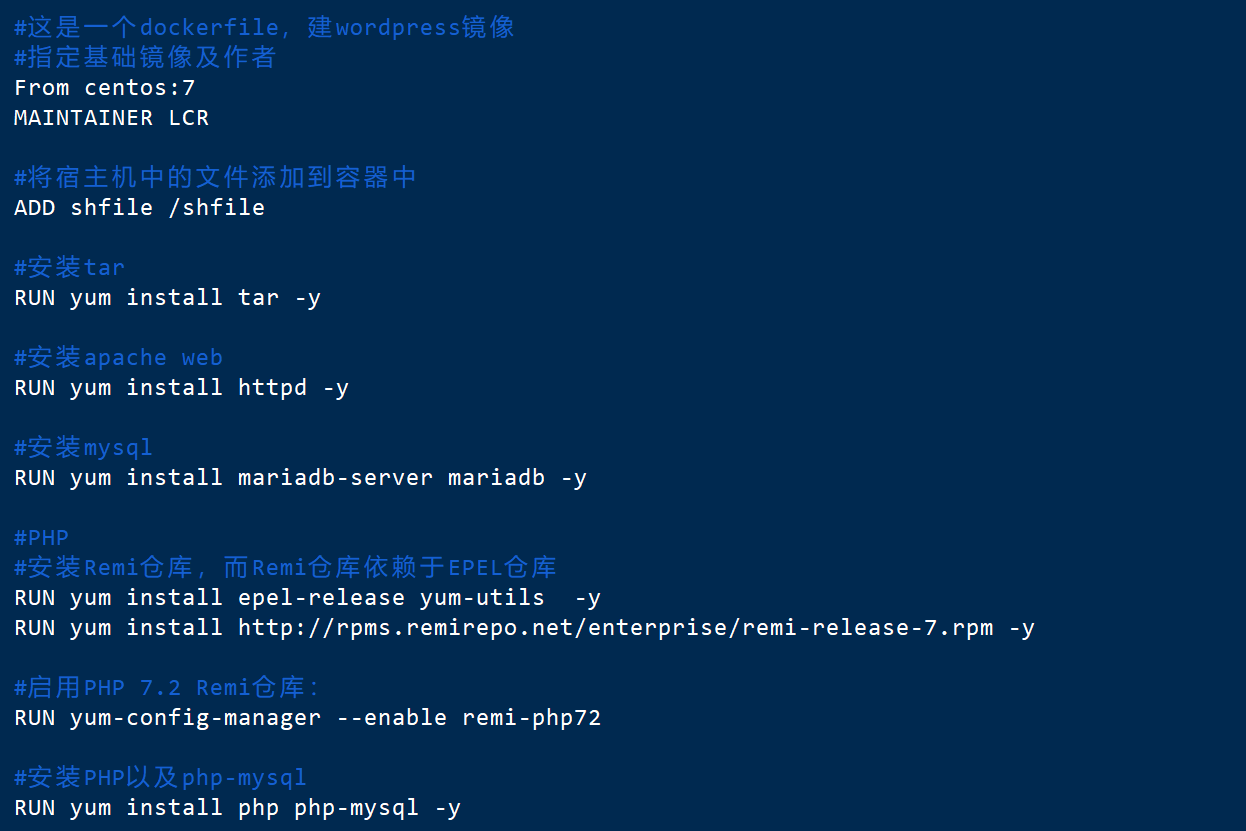 #这是一个dockerfile，建wordpress镜像
#指定基础镜像及作者
From centos:7
MAINTAINER LCR
#将宿主机中的文件添加到容器中
ADD shfile /shfile
#安装tar
RUN yum install tar -y
#安装apache web
RUN yum install httpd -y
#安装mysql
RUN yum install mariadb-server mariadb -y
#PHP
#安装Remi仓库，而Remi仓库依赖于EPEL仓库
RUN yum install epel-release yum-utils  -y
RUN yum install http://rpms.remirepo.net/enterprise/remi-release-7.rpm -y
#启用PHP 7.2 Remi仓库：
RUN yum-config-manager --enable remi-php72
#安装PHP以及php-mysql
RUN yum install php php-mysql -y